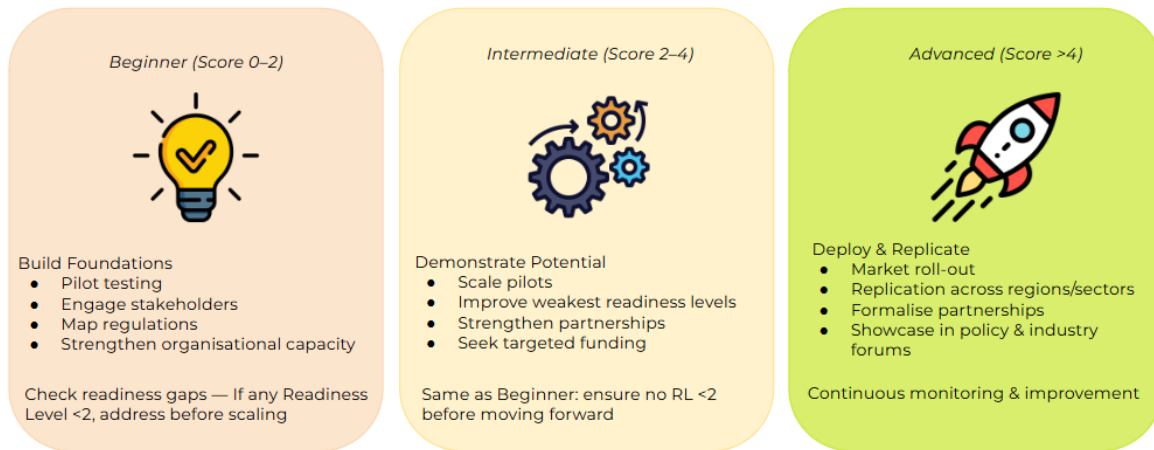 Beginner (Score 0–2)
Build Foundations
● Pilot testing
● Engage stakeholders
● Map regulations
● Strengthen organisational capacity
Check readiness gaps — If any Readiness
Level <2, address before scaling
Intermediate (Score 2–4)
Demonstrate Potential
● Scale pilots
● Improve weakest readiness levels
● Strengthen partnerships
● Seek targeted funding
Same as Beginner: ensure no RL <2
before moving forward
Advanced (Score >4)
Deploy & Replicate
● Market roll-out
● Replication across regions/sectors
● Formalise partnerships
● Showcase in policy & industry
forums
Continuous monitoring & improvement